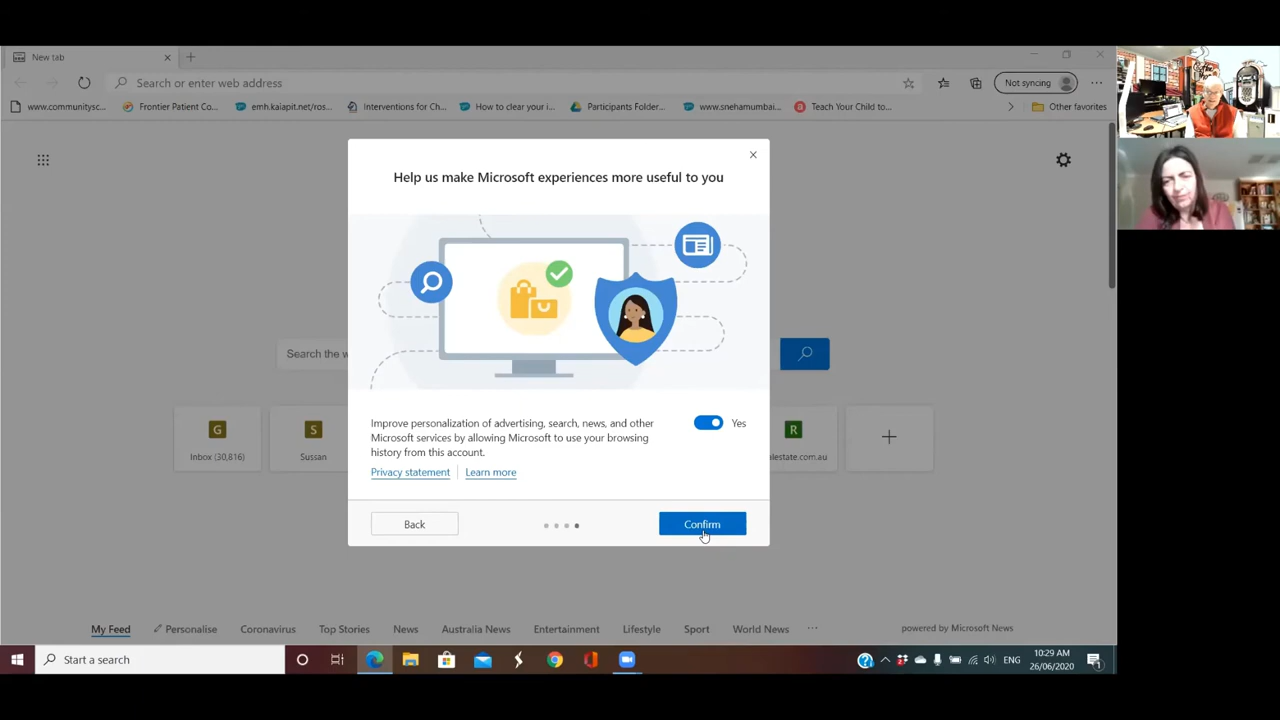 New tab
Search or enter web address
Not syncing
www.communitysc...
Frontier Patient Co...
emh.kaiapit.net/ros...
Interventions for Ch...
How to clear your i...
Participants Folder...
www.snehamumbai...
Teach Your Child to...
Other favorites
Help us make Microsoft experiences more useful to you
Search the w
Improve personalization of advertising, search, news, and other
Microsoft services by allowing Microsoft to use your browsing
history from this account.
Yes
Privacy statement
Learn more
G
Inbox (30,816)
S
Sussan
R
alestate.com.au
Back
Confirm
My Feed
Personalise
Coronavirus
Top Stories
News
Australia News
Entertainment
Lifestyle
Sport
World News
powered by Microsoft News
Start a search
ENG
10:29 AM
26/06/2020
1